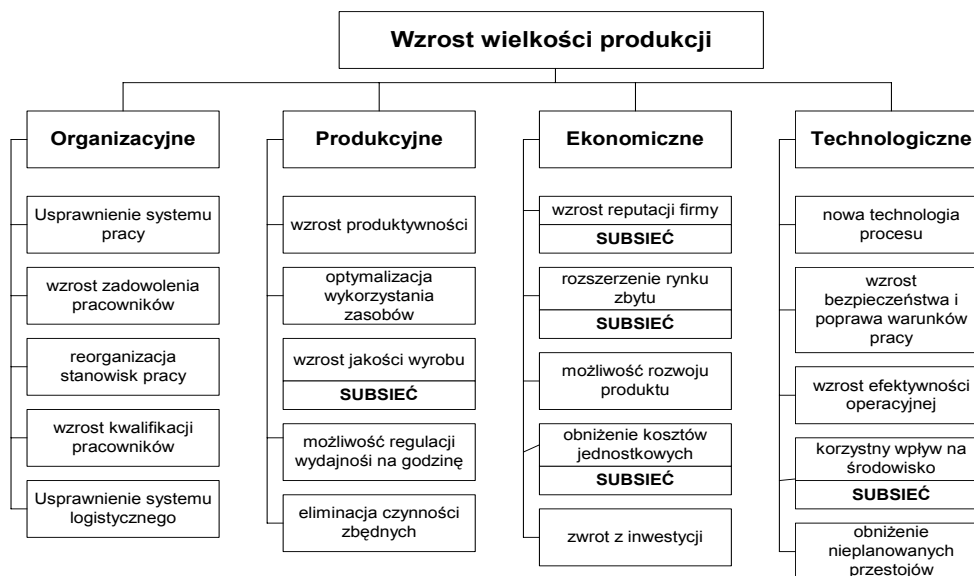 Wzrost wielkości produkcji
Organizacyjne
Usprawnienie systemu
pracy
wzrost zadowolenia
pracowników
reorganizacja
stanowisk pracy
wzrost kwalifikacji
pracowników
Usprawnienie systemu
logistycznego
Produkcyjne
wzrost produktywności
optymalizacja
wykorzystania
zasobów
wzrost jakości wyrobu
SUBSIEĆ
możliwość regulacji
wydajnośi na godzinę
eliminacja czynności
zbędnych
Ekonomiczne
wzrost reputacji firmy
SUBSIEĆ
rozszerzenie rynku
zbytu
SUBSIEĆ
możliwość rozwoju
produktu
obniżenie kosztów
jednostkowych
SUBSIEĆ
zwrot z inwestycji
Technologiczne
nowa technologia
procesu
wzrost
bezpieczeństwa i
poprawa warunków
pracy
wzrost efektywności
operacyjnej
korzystny wpływ na
środowisko
SUBSIEĆ
obniżenie
nieplanowanych
przestojów